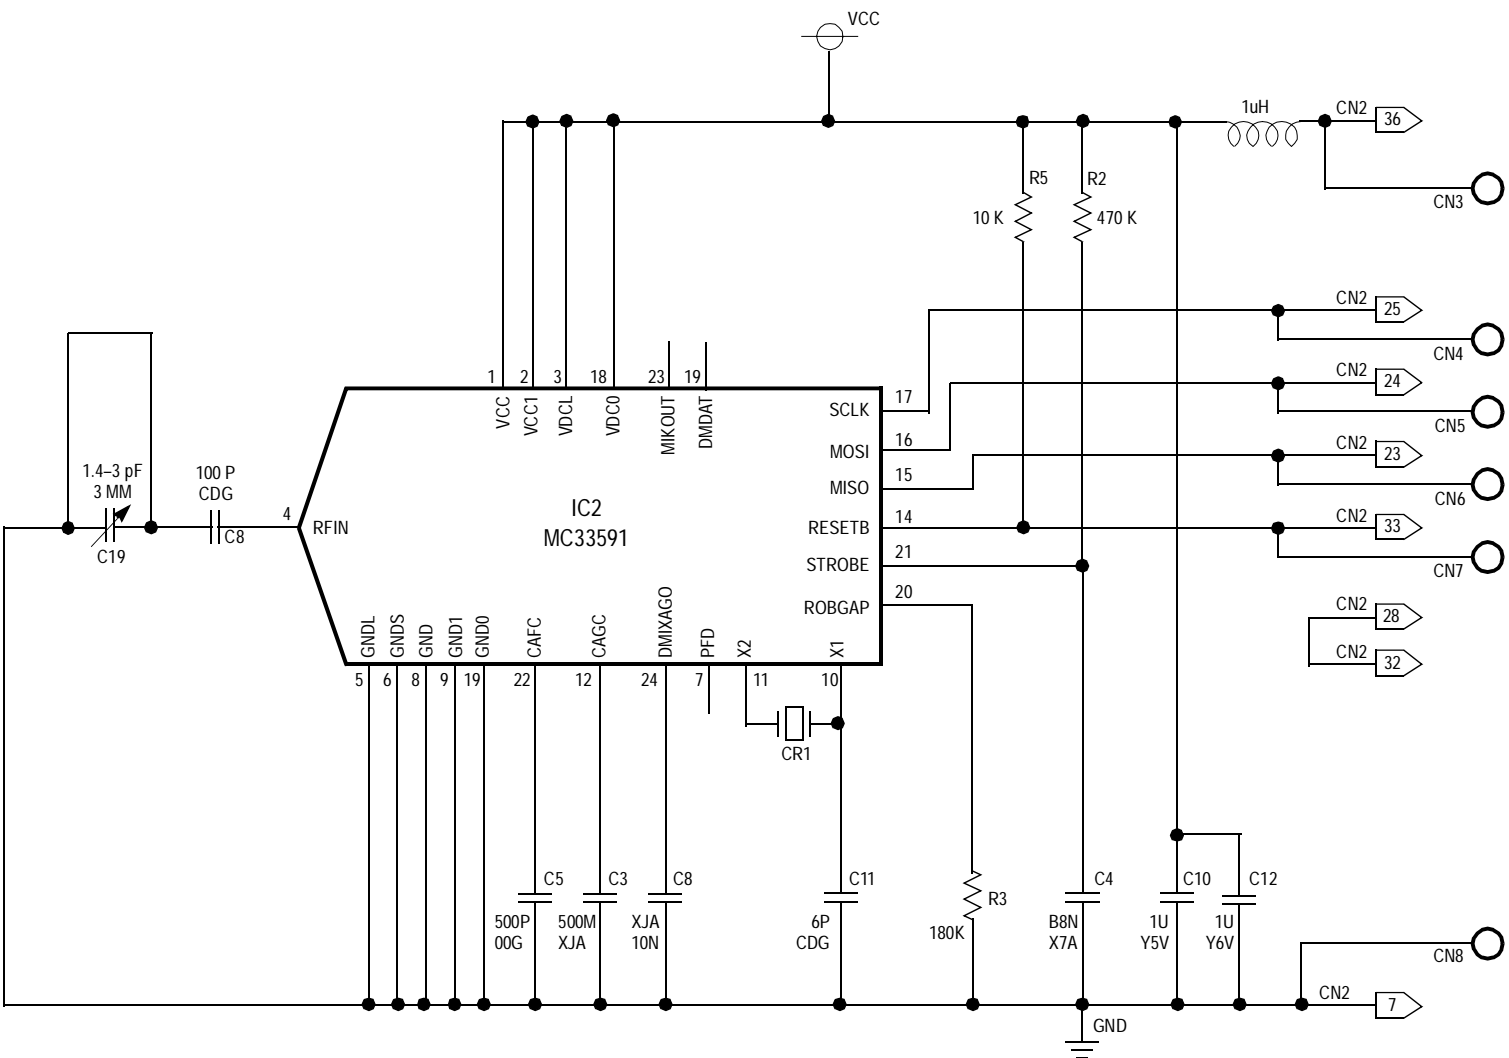 VCC
1uH
CN2
36
R5
R2
10 K
470 K
CN3
CN2
25
CN4
CN2
24
CN5
1
2
3
18
23
19
VCC
VCC1
VDCL
VDC0
MIKOUT
DMDAT
SCLK
17
MOSI
16
MISO
15
CN2
23
CN6
1.4–3 pF
3 MM
C19
100 P
CDG
C8
4
RFIN
IC2
MC33591
RESETB
14
CN2
33
CN7
STROBE
21
ROBGAP
20
CN2
28
CN2
32
GNDL
GNDS
GND
GND1
GND0
CAFC
CAGC
DMIXAGO
PFD
X2
X1
5
6
8
9
19
22
12
24
7
11
10
CR1
C5
500P
00G
C3
500M
XJA
C8
XJA
10N
C11
6P
CDG
R3
180K
C4
B8N
X7A
C10
1U
Y5V
C12
1U
Y6V
CN8
CN2
7
GND